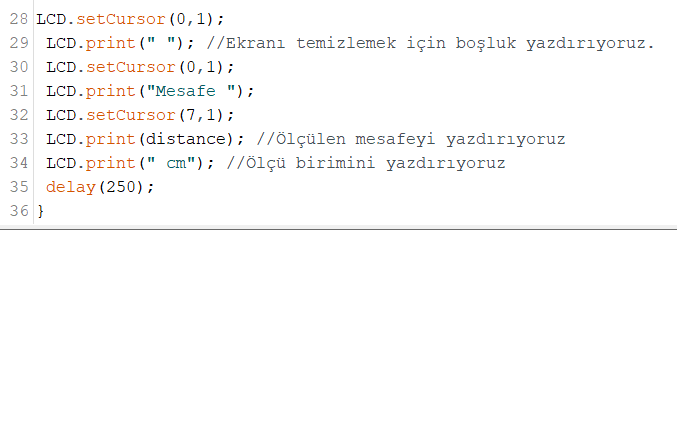 28 LCD.setCursor(0,1);
29 LCD.print(" "); //Ekranı temizlemek için boşluk yazdırıyoruz.
30 LCD.setCursor(0,1);
31 LCD.print("Mesafe ");
32 LCD.setCursor(7,1);
33 LCD.print(distance); //Ölçülen mesafeyi yazdırıyoruz
34 LCD.print(" cm"); //Ölçü birimini yazdırıyoruz
35 delay(250);
36 }